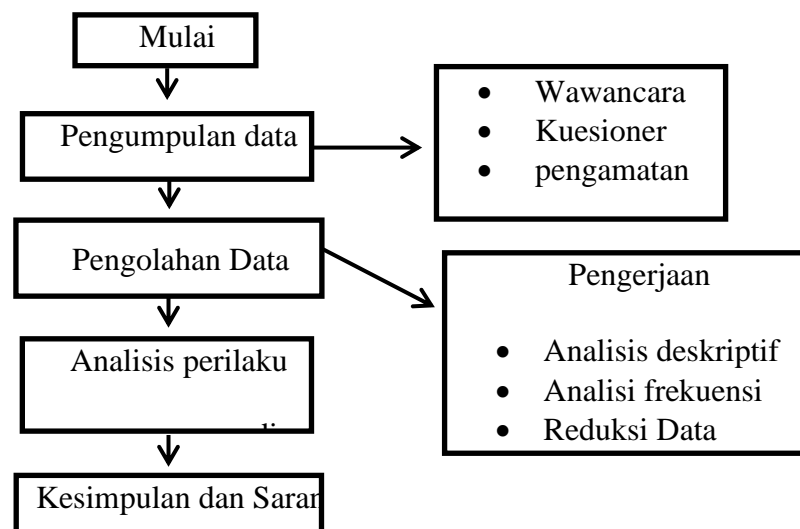 Mulai
Pengumpulan data
• Wawancara
• Kuesioner
• pengamatan
Pengolahan Data
Pengerjaan
• Analisis deskriptif
• Analisi frekuensi
• Reduksi Data
Analisis perilaku
Kesimpulan dan Saran